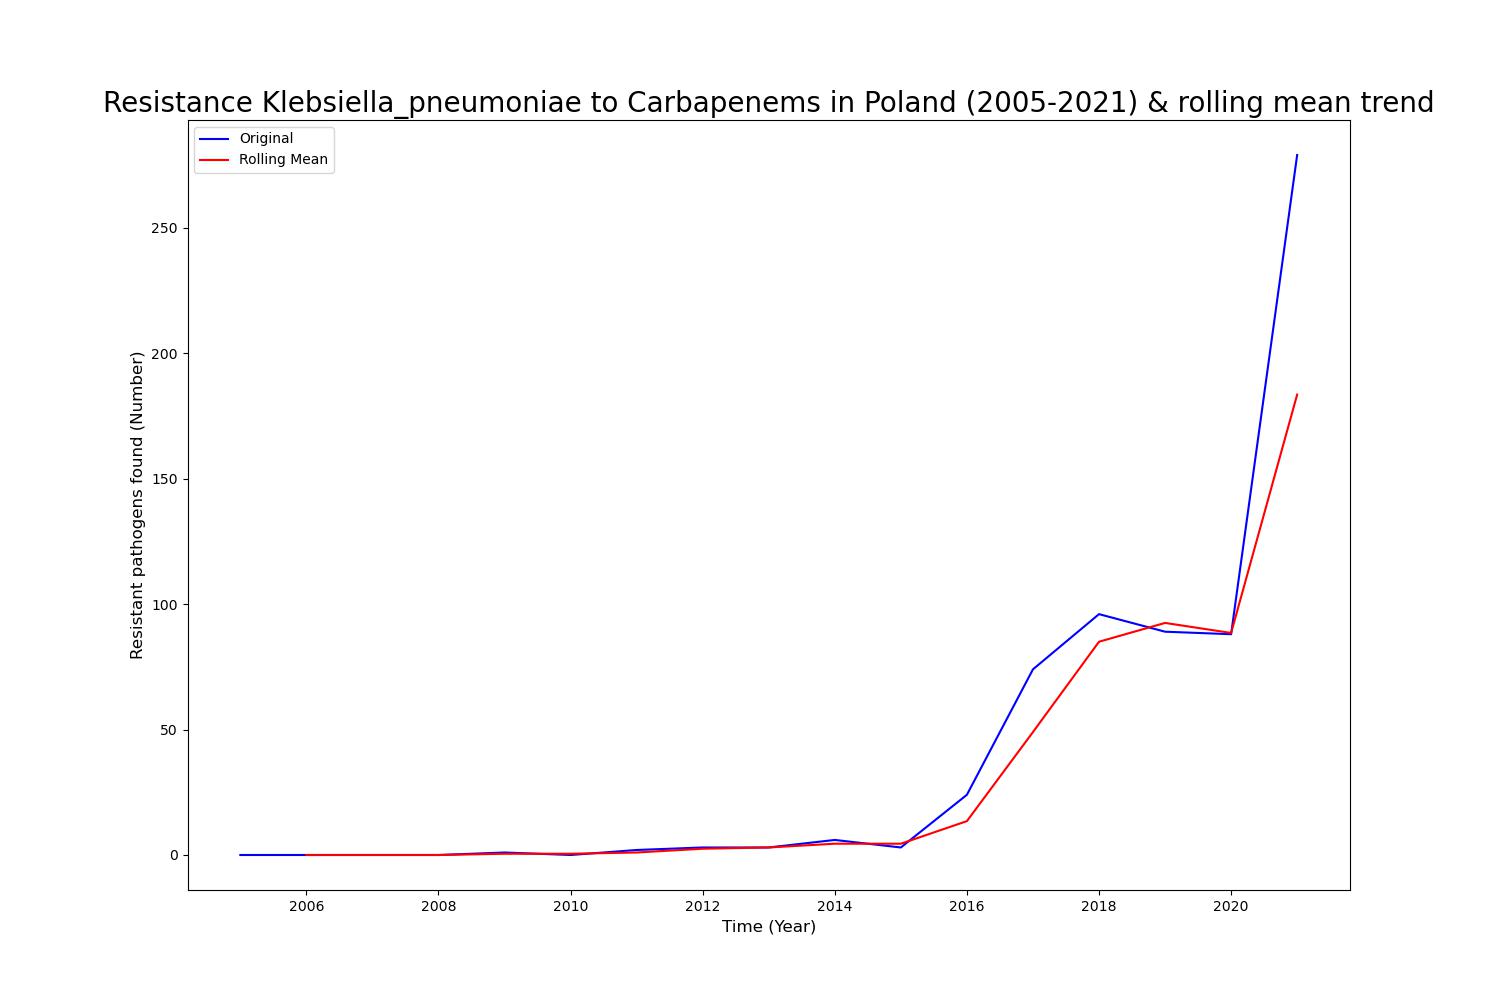 Resistance Klebsiella_pneumoniae to Carbapenems in Poland (2005-2021) & rolling mean trend
Original
Rolling Mean
250
200
150
100
50
0
Resistant pathogens found (Number)
2006 2008 2010 2012 2014 2016 2018 2020
Time (Year)